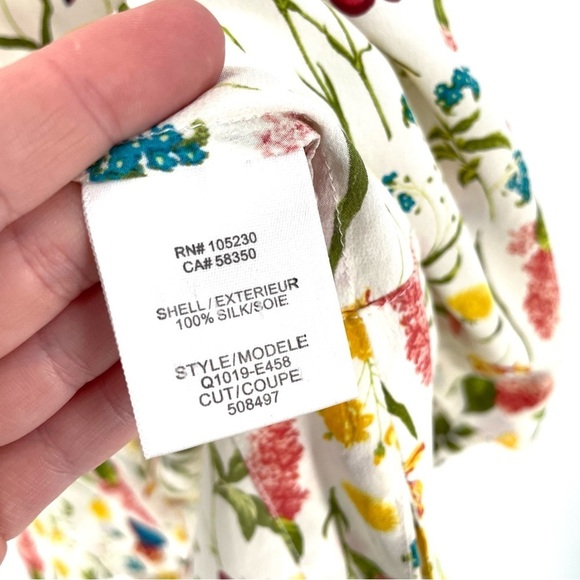 RN# 105230
CA# 58350
SHELL/EXTERIEUR
100% SILK/SOIE
STYLE/MODELE
Q1019-E458
CUT/COUPE
508497